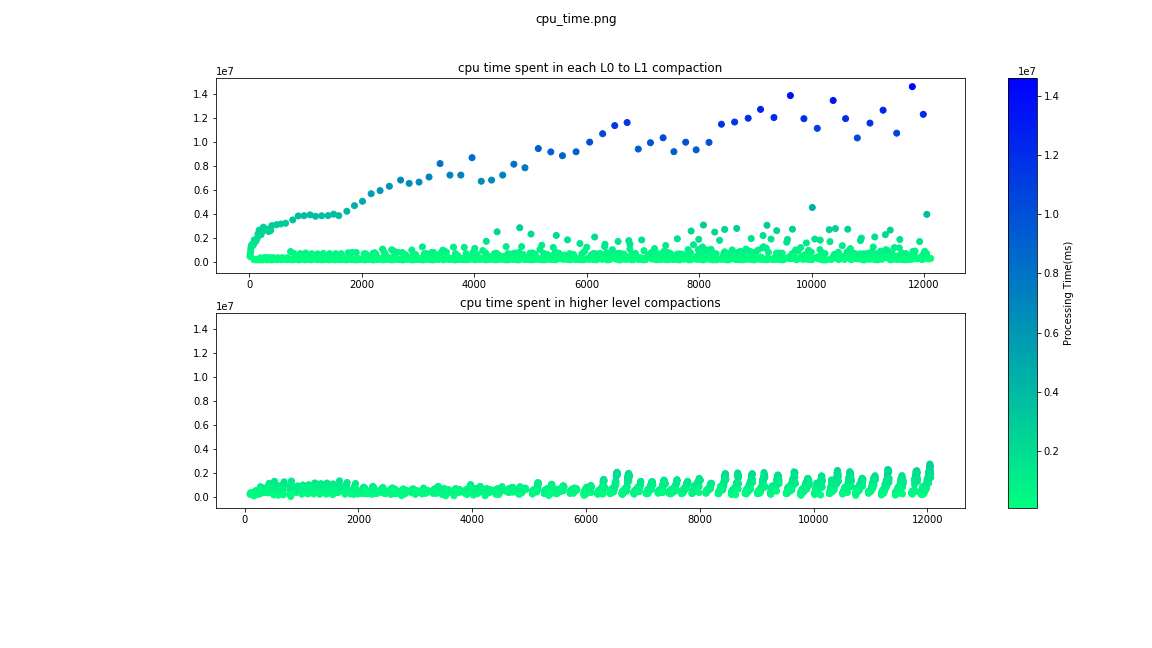 cpu_time.png
cpu time spent in each L0 to L1 compaction
1e7
1.4
1.2
1.0
0.8
0.6
0.4
0.2
0.0
0 2000 4000 6000 8000 10000 12000
cpu time spent in higher level compactions
1e7
1.4
1.2
1.0
0.8
0.6
0.4
0.2
0.0
0 2000 4000 6000 8000 10000 12000
1e7
1.4
1.2
1.0
0.8
0.6
0.4
0.2
Processing Time(ms)